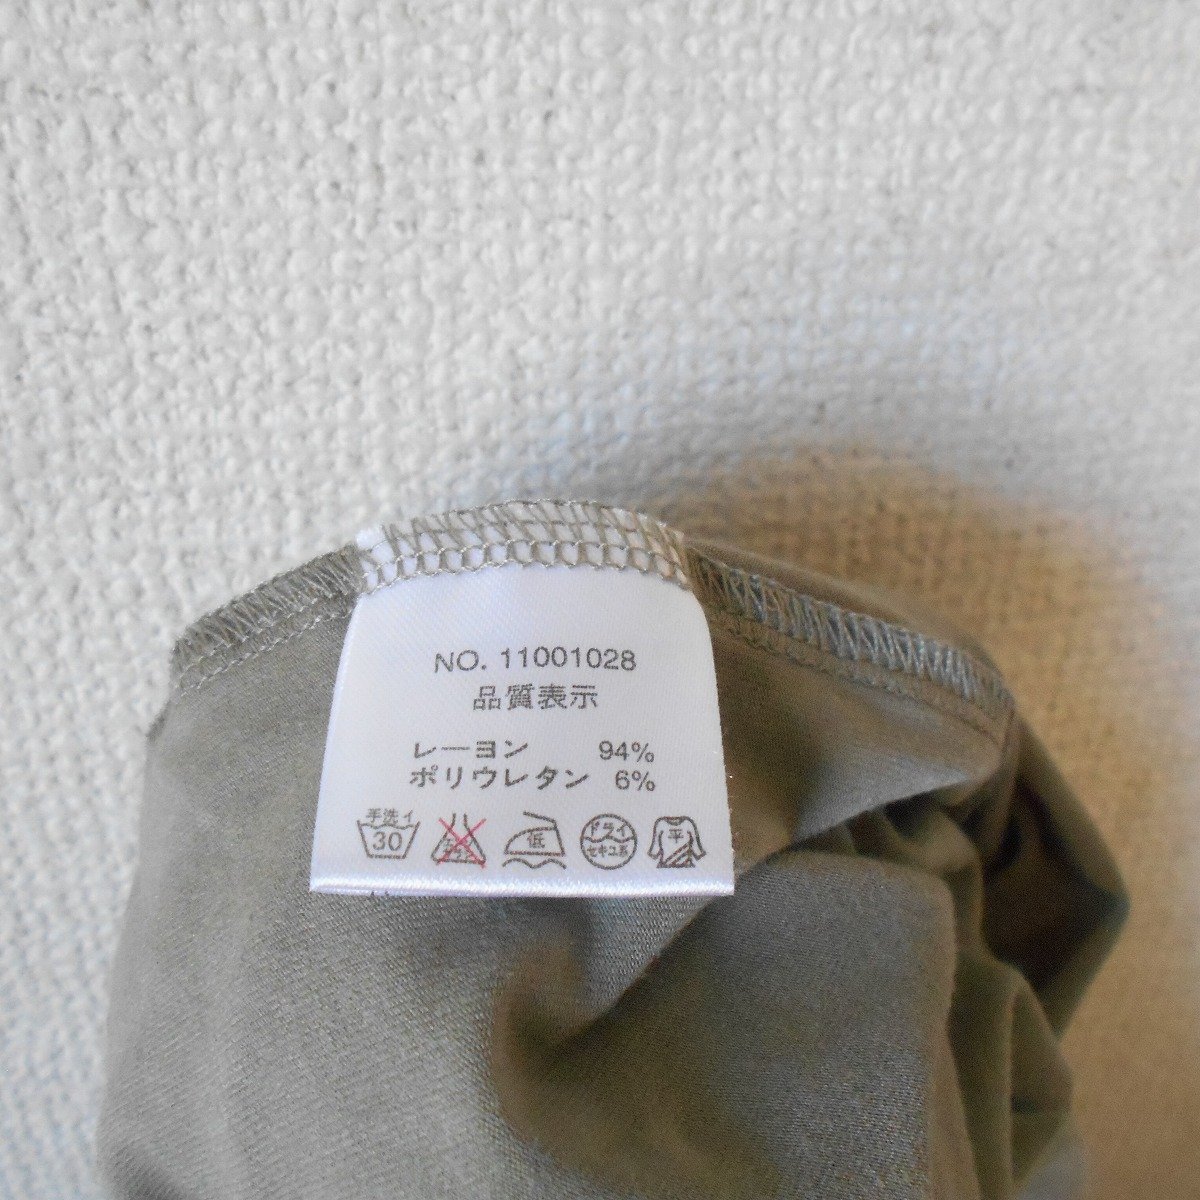 NO. 11001028
品質表示
レーヨン 94%
ポリウレタン 6%
手洗イ
30
低
ドライ
セキユ系
平